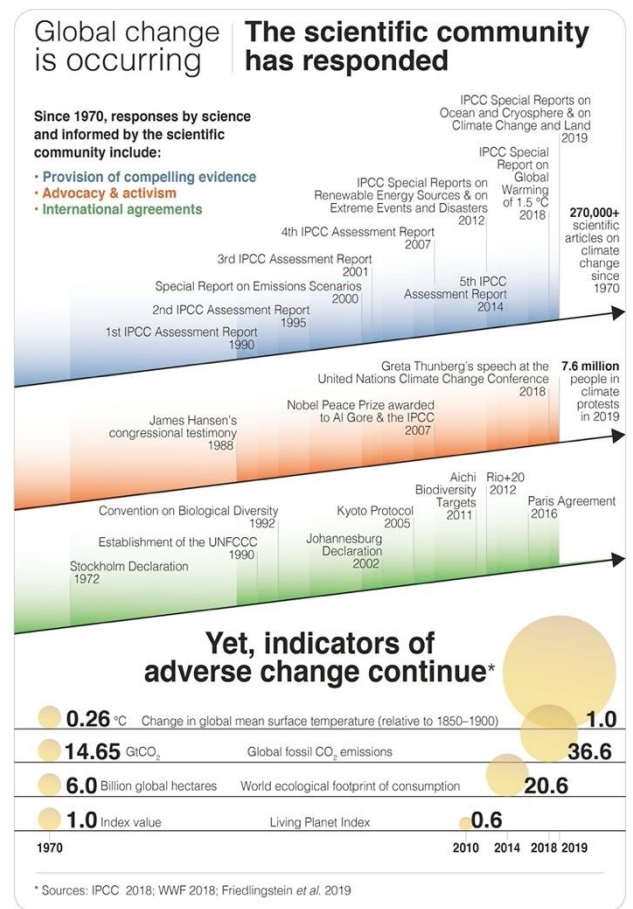 Global change
is occurring
The scientific community
has responded
Since 1970, responses by science
and informed by the scientific
community include:
· Provision of compelling evidence
· Advocacy & activism
· International agreements
IPCC Special Reports on
Ocean and Cryosphere & on
Climate Change and Land
2019
IPCC Special
Report on
Global
Warming
of 1.5 °C
2018
IPCC Special Reports on
Renewable Energy Sources & on
Extreme Events and Disasters
2012
4th IPCC Assessment Report
2007
3rd IPCC Assessment Report
2001
Special Report on Emissions Scenarios
2000
2nd IPCC Assessment Report
1995
1st IPCC Assessment Report
1990
5th IPCC
Assessment Report
2014
270,000+
scientific
articles on
climate
change
since
1970
Greta Thunberg's speech at the
United Nations Climate Change Conference
2018
Nobel Peace Prize awarded
to Al Gore & the IPCC
2007
James Hansen's
congressional testimony
1988
7.6 million
people in
climate
protests
in 2019
Aichi
Biodiversity
Targets
2011
Rio+20
2012
Paris Agreement
2016
Convention on Biological Diversity
1992
Kyoto Protocol
2005
Establishment of the UNFCCC
1990
Johannesburg
Declaration
2002
Stockholm Declaration
1972
Yet, indicators of
adverse change continue*
0.26 °C Change in global mean surface temperature (relative to 1850–1900) 1.0
14.65 GtCO₂ Global fossil CO₂ emissions 36.6
6.0 Billion global hectares World ecological footprint of consumption 20.6
1.0 Index value Living Planet Index 0.6
1970 2010 2014 2018 2019
* Sources: IPCC 2018; WWF 2018; Friedlingstein et al. 2019